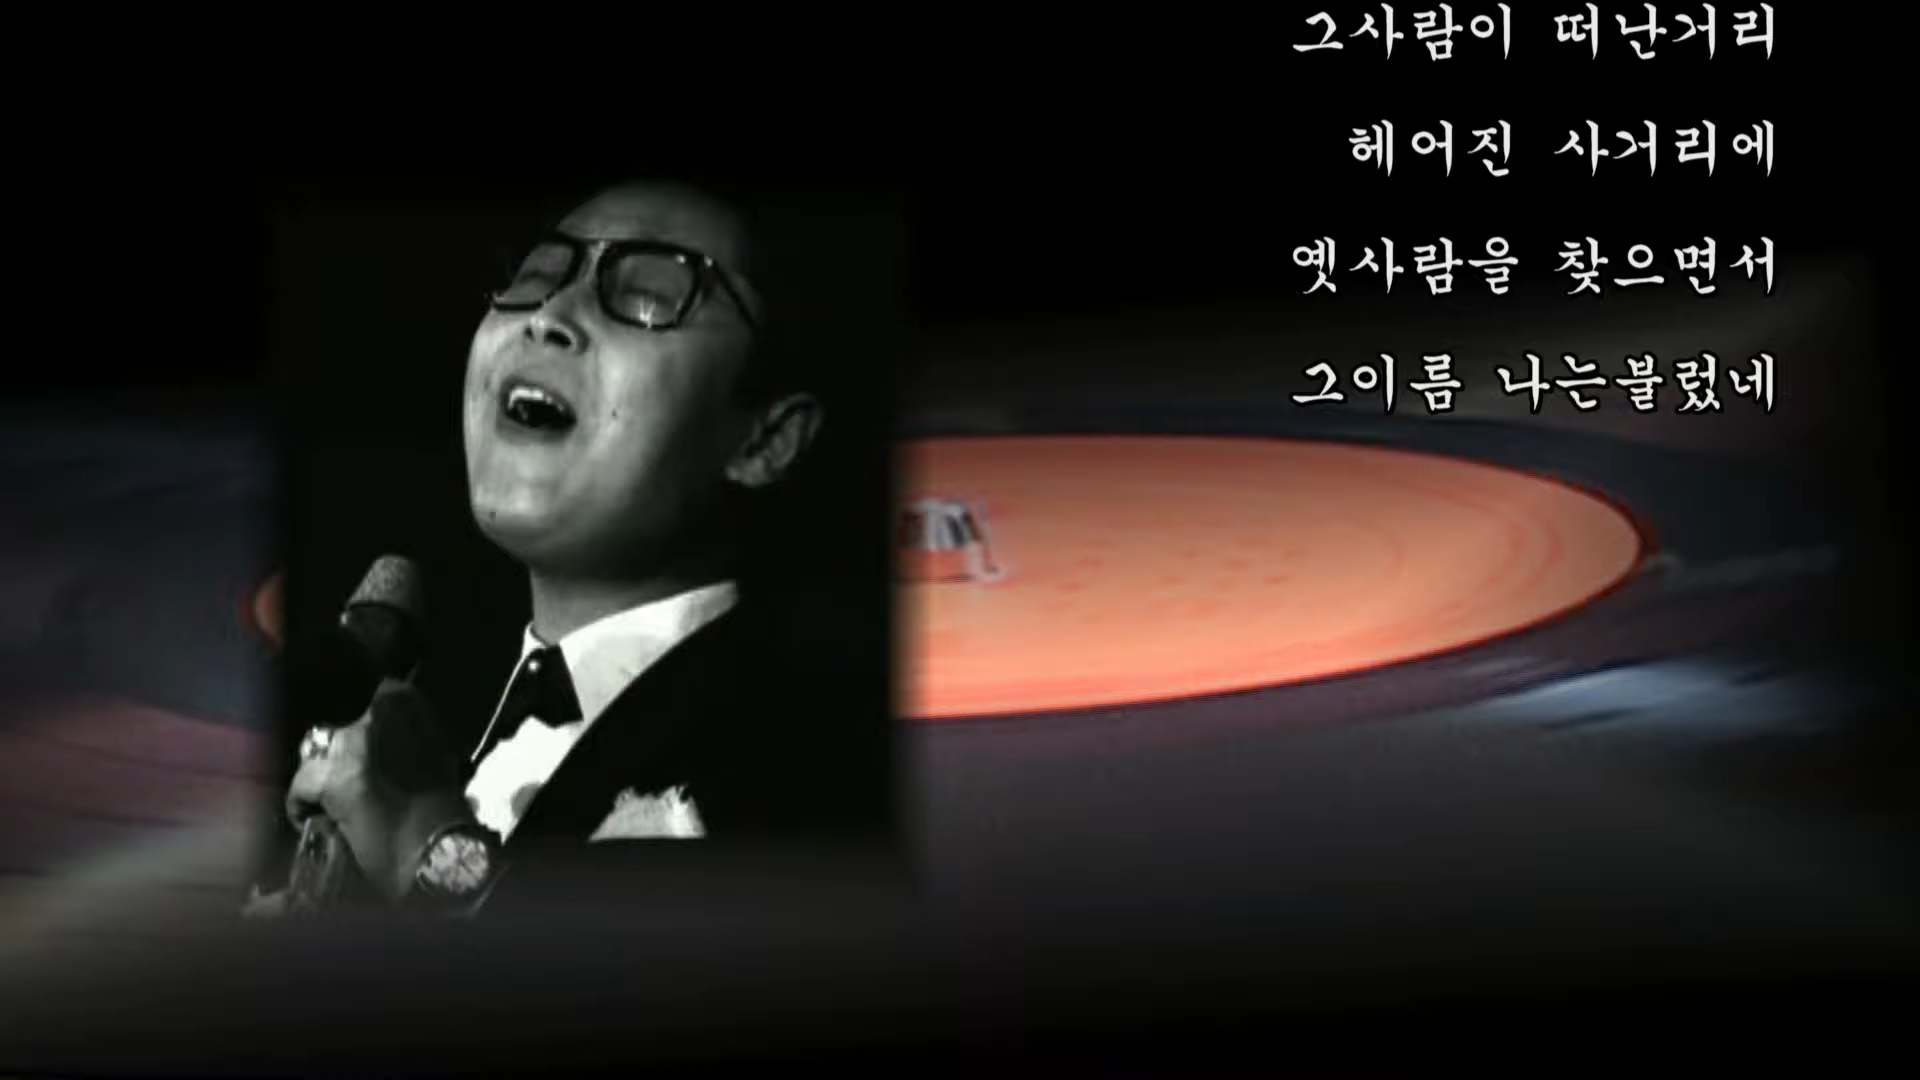 그사람이 떠난거리
헤어진 사거리에
옛사람을 찾으면서
그이름 나는불렀네